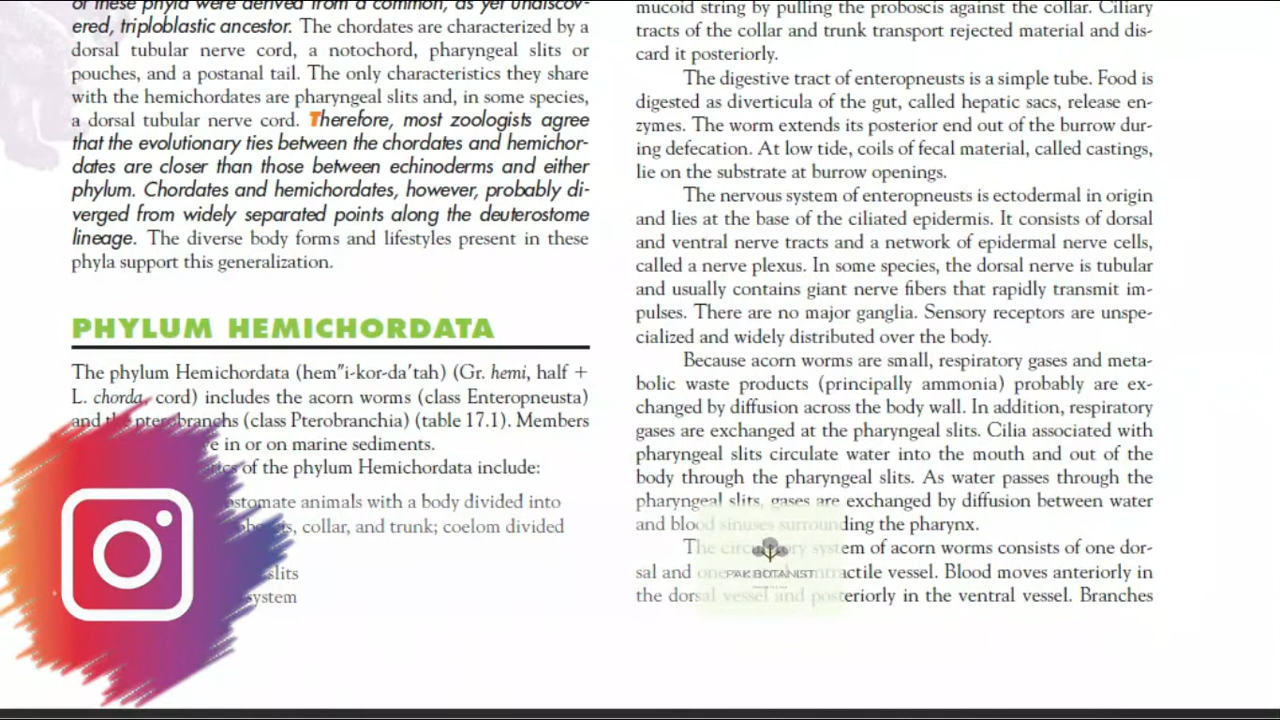 of these phyla were derived from a common, as yet undiscov-
ered, triploblastic ancestor. The chordates are characterized by a
dorsal tubular nerve cord, a notochord, pharyngeal slits or
pouches, and a postanal tail. The only characteristics they share
with the hemichordates are pharyngeal slits and, in some species,
a dorsal tubular nerve cord. Therefore, most zoologists agree
that the evolutionary ties between the chordates and hemichor-
dates are closer than those between echinoderms and either
phylum. Chordates and hemichordates, however, probably di-
verged from widely separated points along the deuterostome
lineage. The diverse body forms and lifestyles present in these
phyla support this generalization.
PHYLUM HEMICHORDATA
The phylum Hemichordata (hem″i-kor-da′tah) (Gr. hemi, half +
L. chorda, cord) includes the acorn worms (class Enteropneusta)
and the pterobranchs (class Pterobranchia) (table 17.1). Members
e in or on marine sediments.
of the phylum Hemichordata include:
ostomate animals with a body divided into
collar, and trunk; coelom divided
slits
system
mucoid string by pulling the proboscis against the collar. Ciliary
tracts of the collar and trunk transport rejected material and dis-
card it posteriorly.
The digestive tract of enteropneusts is a simple tube. Food is
digested as diverticula of the gut, called hepatic sacs, release en-
zymes. The worm extends its posterior end out of the burrow dur-
ing defecation. At low tide, coils of fecal material, called castings,
lie on the substrate at burrow openings.
The nervous system of enteropneusts is ectodermal in origin
and lies at the base of the ciliated epidermis. It consists of dorsal
and ventral nerve tracts and a network of epidermal nerve cells,
called a nerve plexus. In some species, the dorsal nerve is tubular
and usually contains giant nerve fibers that rapidly transmit im-
pulses. There are no major ganglia. Sensory receptors are unspe-
cialized and widely distributed over the body.
Because acorn worms are small, respiratory gases and meta-
bolic waste products (principally ammonia) probably are ex-
changed by diffusion across the body wall. In addition, respiratory
gases are exchanged at the pharyngeal slits. Cilia associated with
pharyngeal slits circulate water into the mouth and out of the
body through the pharyngeal slits. As water passes through the
pharyngeal slits, gases are exchanged by diffusion between water
and blood sinuses surrounding the pharynx.
The circulatory system of acorn worms consists of one dor-
sal and one ventral contractile vessel. Blood moves anteriorly in
the dorsal vessel and posteriorly in the ventral vessel. Branches
PAK BOTANIST